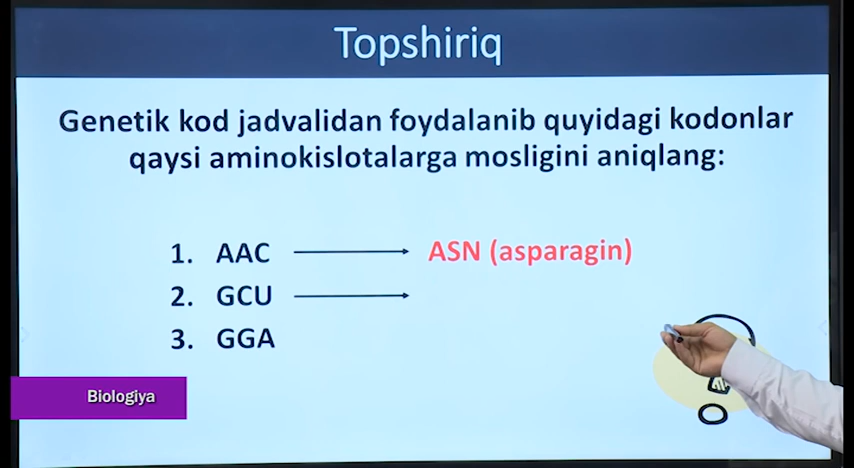 Topshiriq
Genetik kod jadvalidan foydalanib quyidagi kodonlar
qaysi aminokislotalarga mosligini aniqlang:
1. AAC ASN (asparagin)
2. GCU
3. GGA
Biologiya